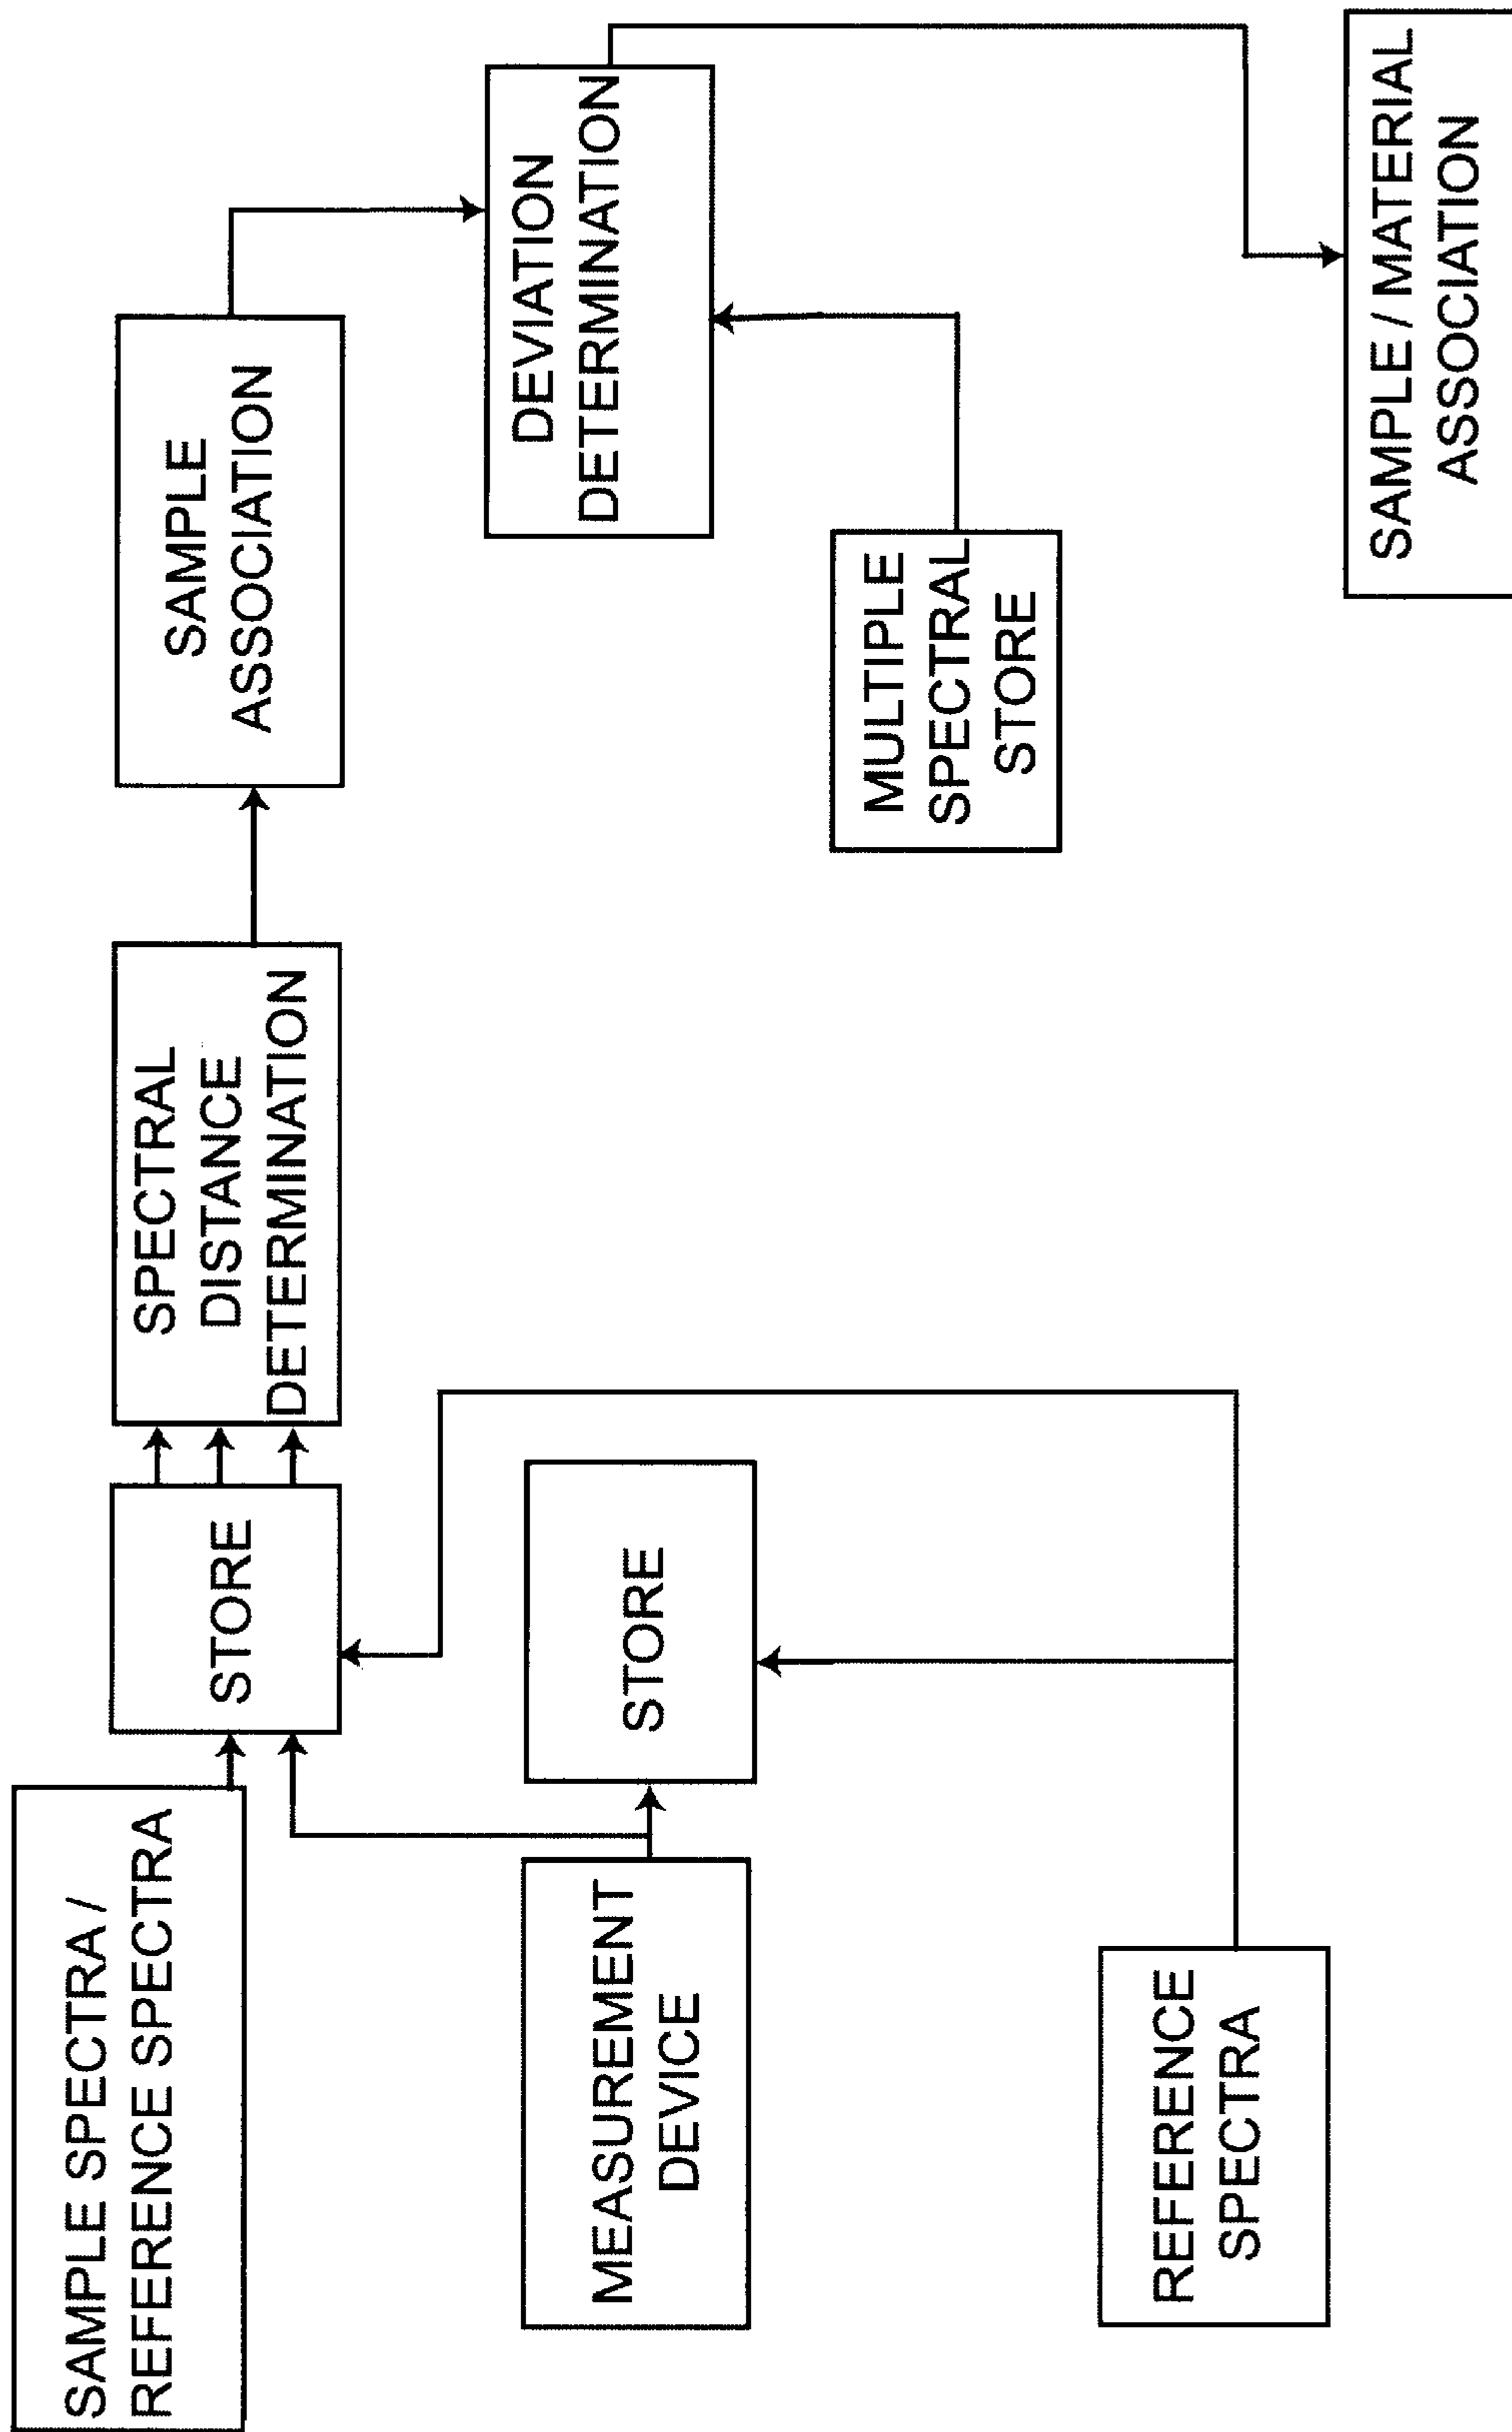 SAMPLE SPECTRA /
REFERENCE SPECTRA
STORE
SPECTRAL
DISTANCE
DETERMINATION
SAMPLE
ASSOCIATION
MEASUREMENT
DEVICE
STORE
DEVIATION
DETERMINATION
MULTIPLE
SPECTRAL
STORE
REFERENCE
SPECTRA
SAMPLE / MATERIAL
ASSOCIATION